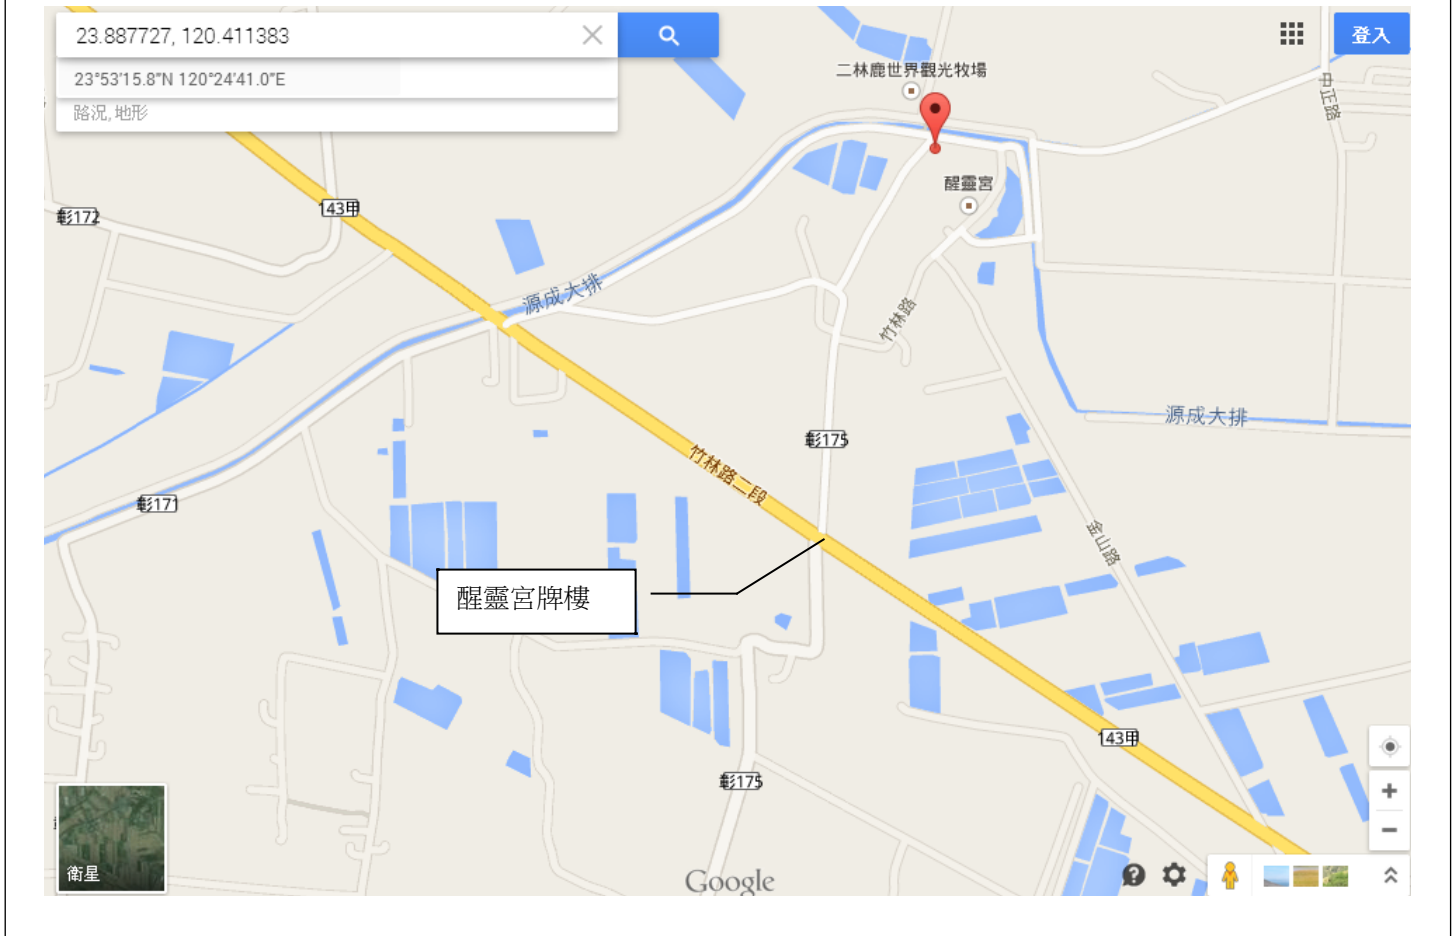 23.887727, 120.411383
登入
23°53'15.8"N 120°24'41.0"E
路況, 地形
二林鹿世界觀光牧場
中正路
醒靈宮
143甲
彰172
源成大排
竹林路
源成大排
彰175
竹林路二段
彰171
金山路
醒靈宮牌樓
143甲
彰175
衛星
Google